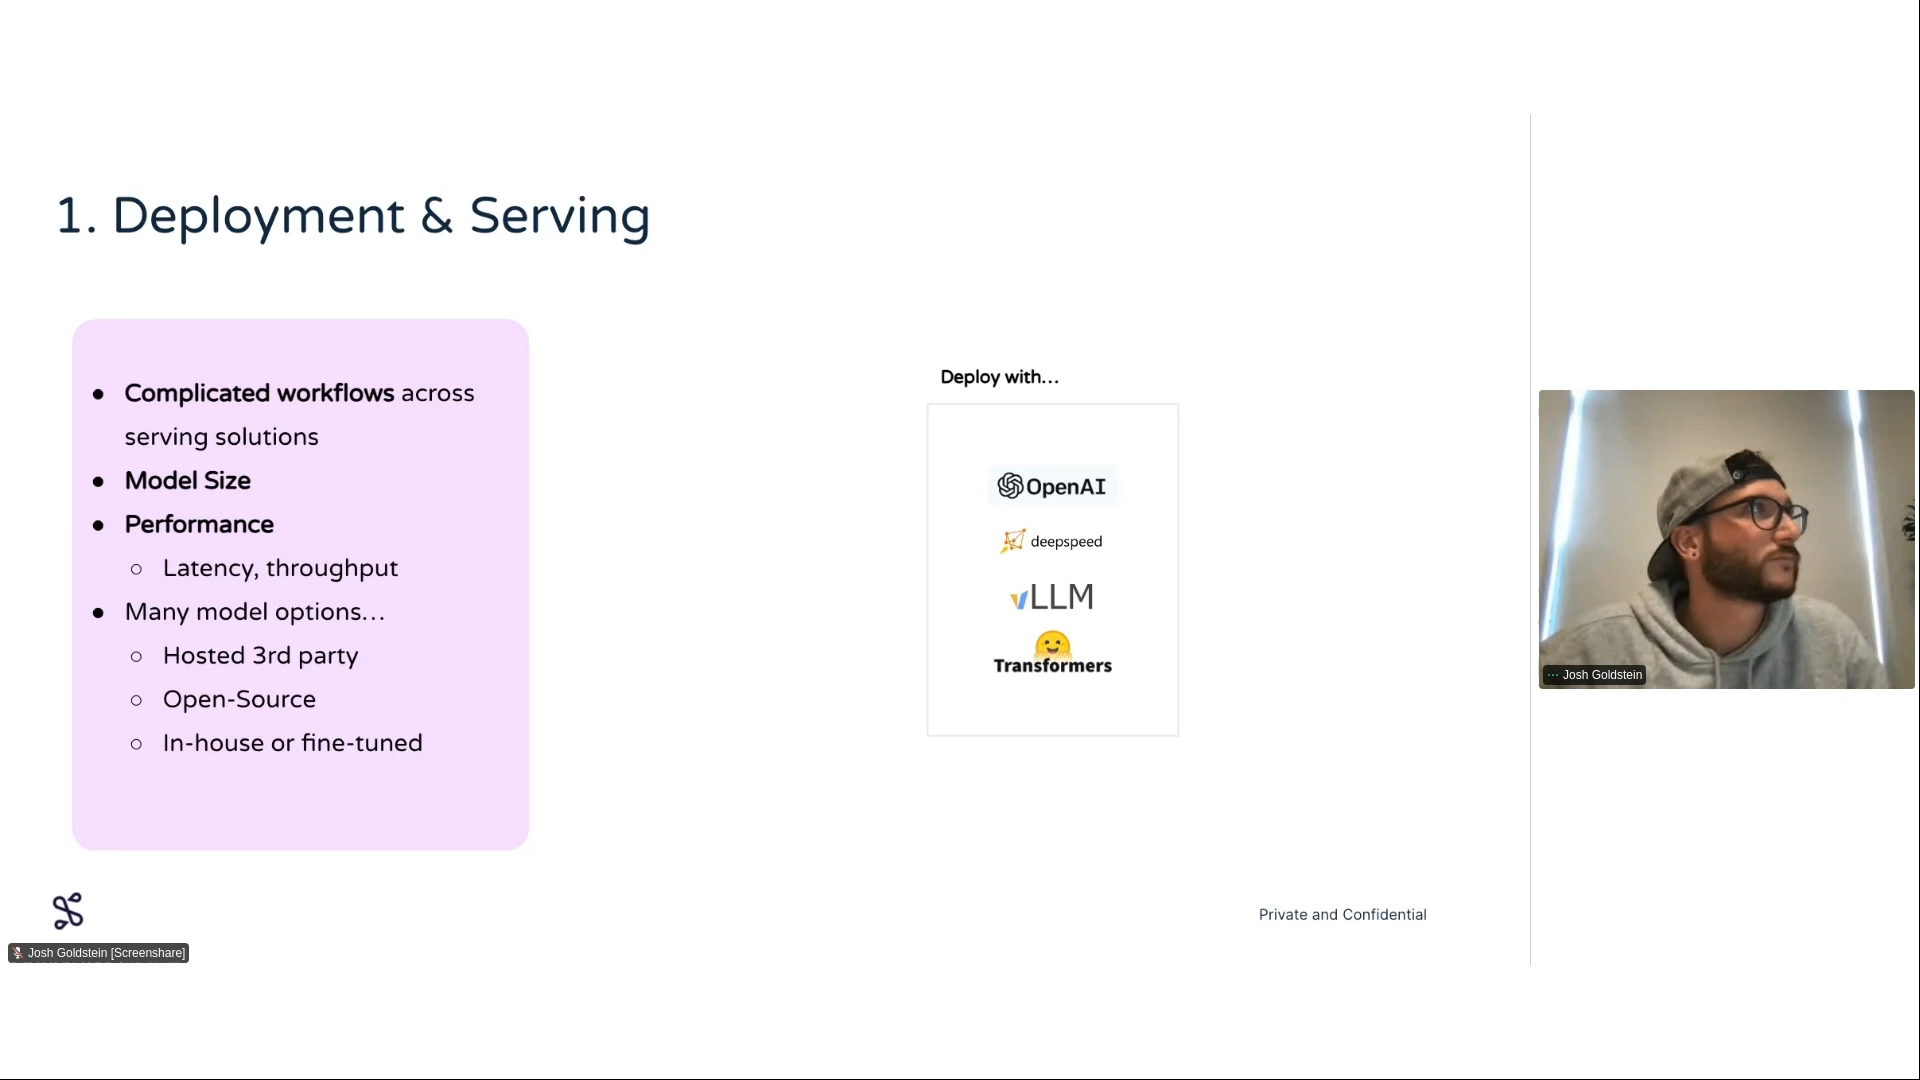 1. Deployment & Serving
● Complicated workflows across
serving solutions
● Model Size
● Performance
○ Latency, throughput
● Many model options…
○ Hosted 3rd party
○ Open-Source
○ In-house or fine-tuned
Deploy with…
OpenAI
deepspeed
vLLM
Transformers
Private and Confidential
Josh Goldstein [Screenshare]
Josh Goldstein